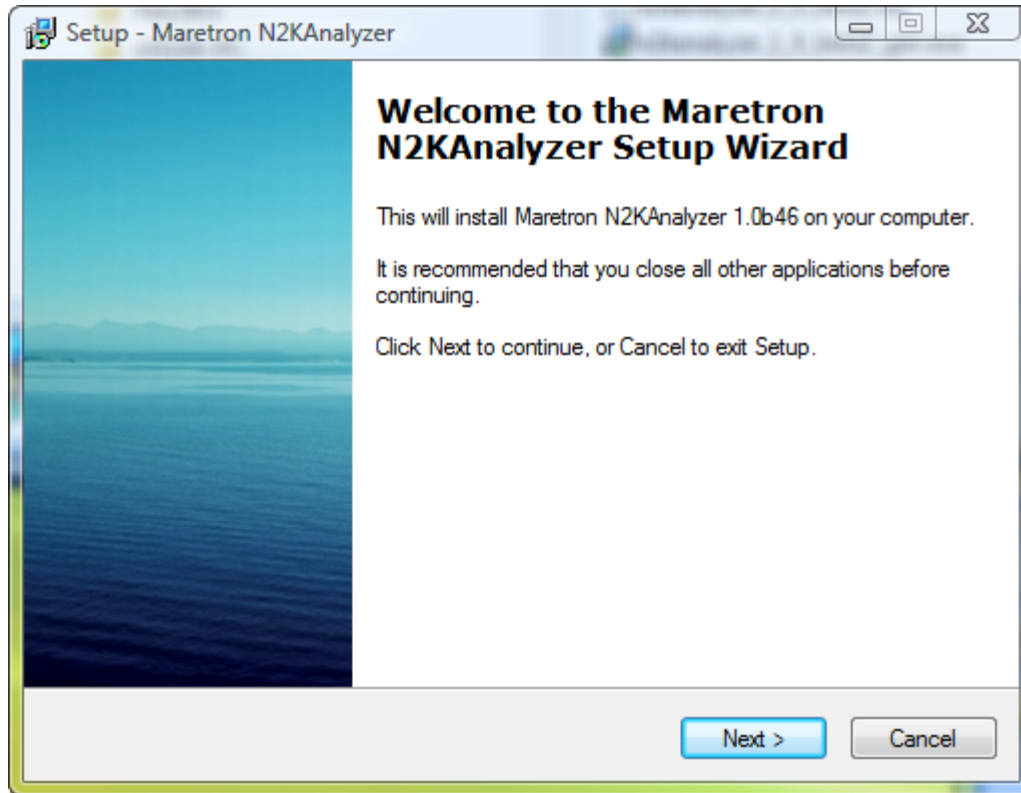 Setup - Maretron N2KAnalyzer
Welcome to the Maretron
N2KAnalyzer Setup Wizard
This will install Maretron N2KAnalyzer 1.0b46 on your computer.
It is recommended that you close all other applications before
continuing.
Click Next to continue, or Cancel to exit Setup.
Next >
Cancel